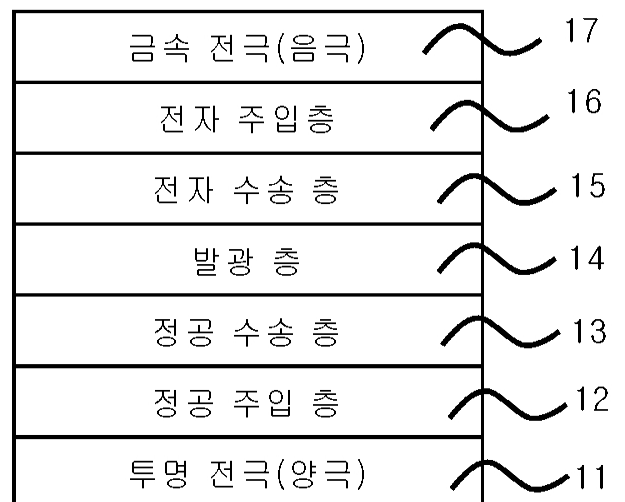 금속 전극(음극) 17
전자 주입층 16
전자 수송 층 15
발광 층 14
정공 수송 층 13
정공 주입 층 12
투명 전극(양극) 11